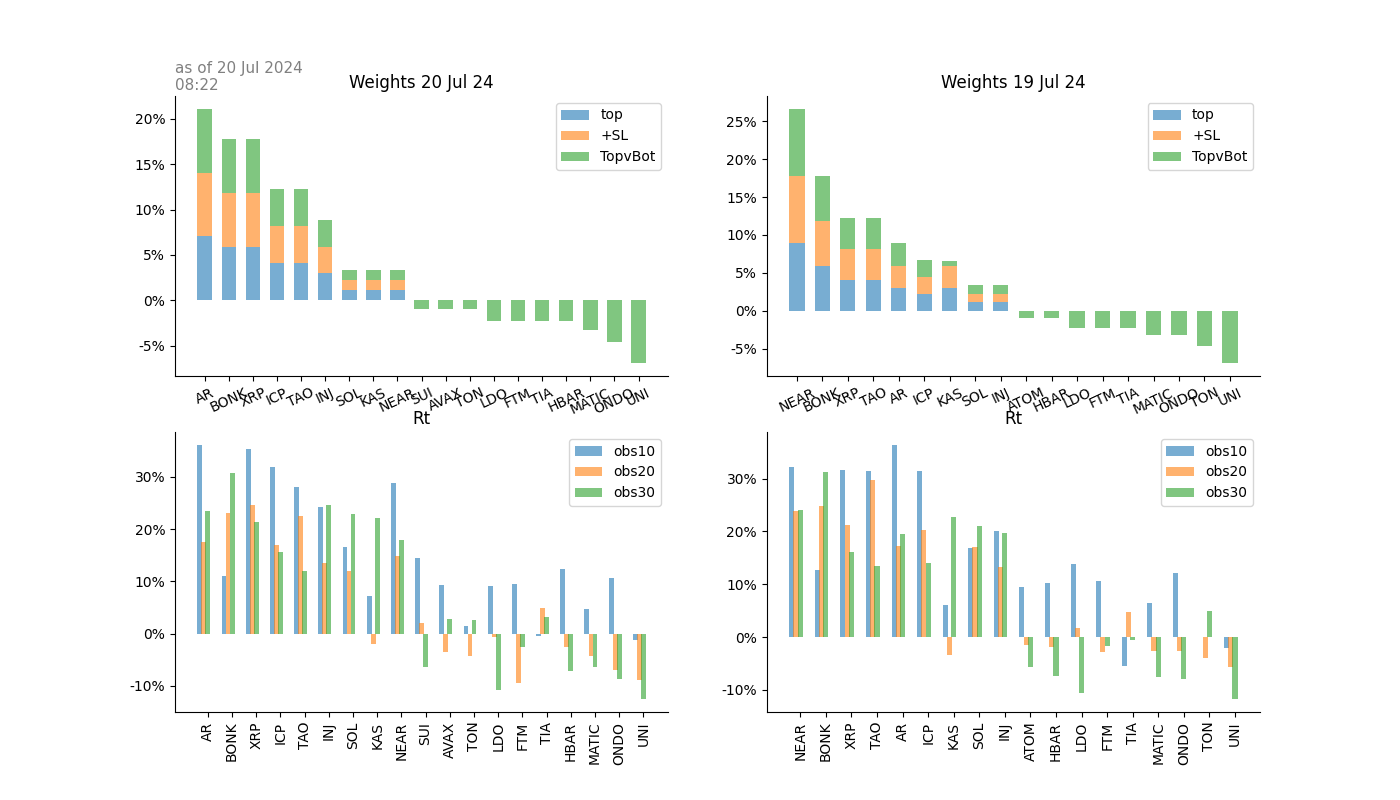 as of 20 Jul 2024
08:22
Weights 20 Jul 24
20%
15%
10%
5%
0%
-5%
top
+SL
TopvBot
AR BONK XRP ICP TAO INJ SOL KAS NEAR SUI AVAX TON LDO FTM TIA HBAR MATIC ONDO UNI
Weights 19 Jul 24
25%
20%
15%
10%
5%
0%
-5%
top
+SL
TopvBot
NEAR BONK XRP TAO AR ICP KAS SOL INJ ATOM HBAR LDO FTM TIA MATIC ONDO TON UNI
Rt
30%
20%
10%
0%
-10%
obs10
obs20
obs30
AR BONK XRP ICP TAO INJ SOL KAS NEAR SUI AVAX TON LDO FTM TIA HBAR MATIC ONDO UNI
Rt
30%
20%
10%
0%
-10%
obs10
obs20
obs30
NEAR BONK XRP TAO AR ICP KAS SOL INJ ATOM HBAR LDO FTM TIA MATIC ONDO TON UNI